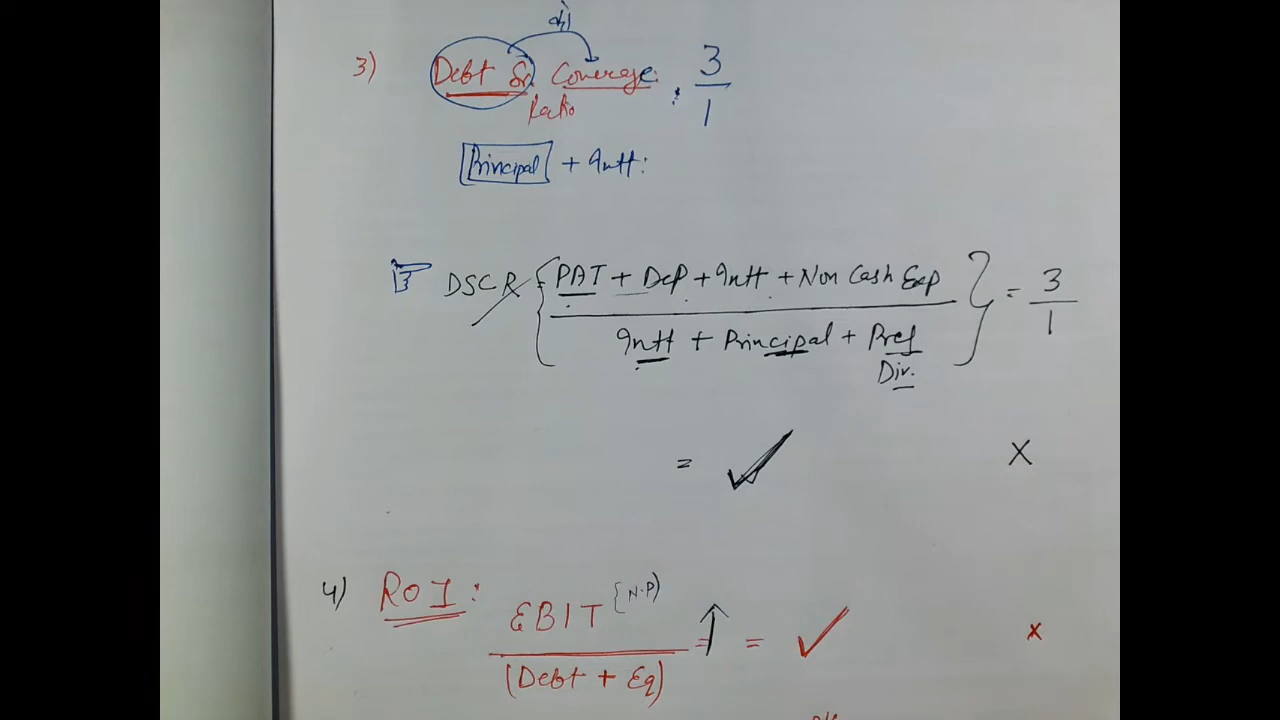 3) Debt Sr. Coverage: 3/1
Ratio
Principal + Intt:
DSCR {PAT + Dep + Intt + Non Cash Exp
Intt + Principal + Pref
Div.
} = 3/1
= ✓ X
4) ROI: EBIT {N.P)
(Debt + Eq)
↑ = ✓ x